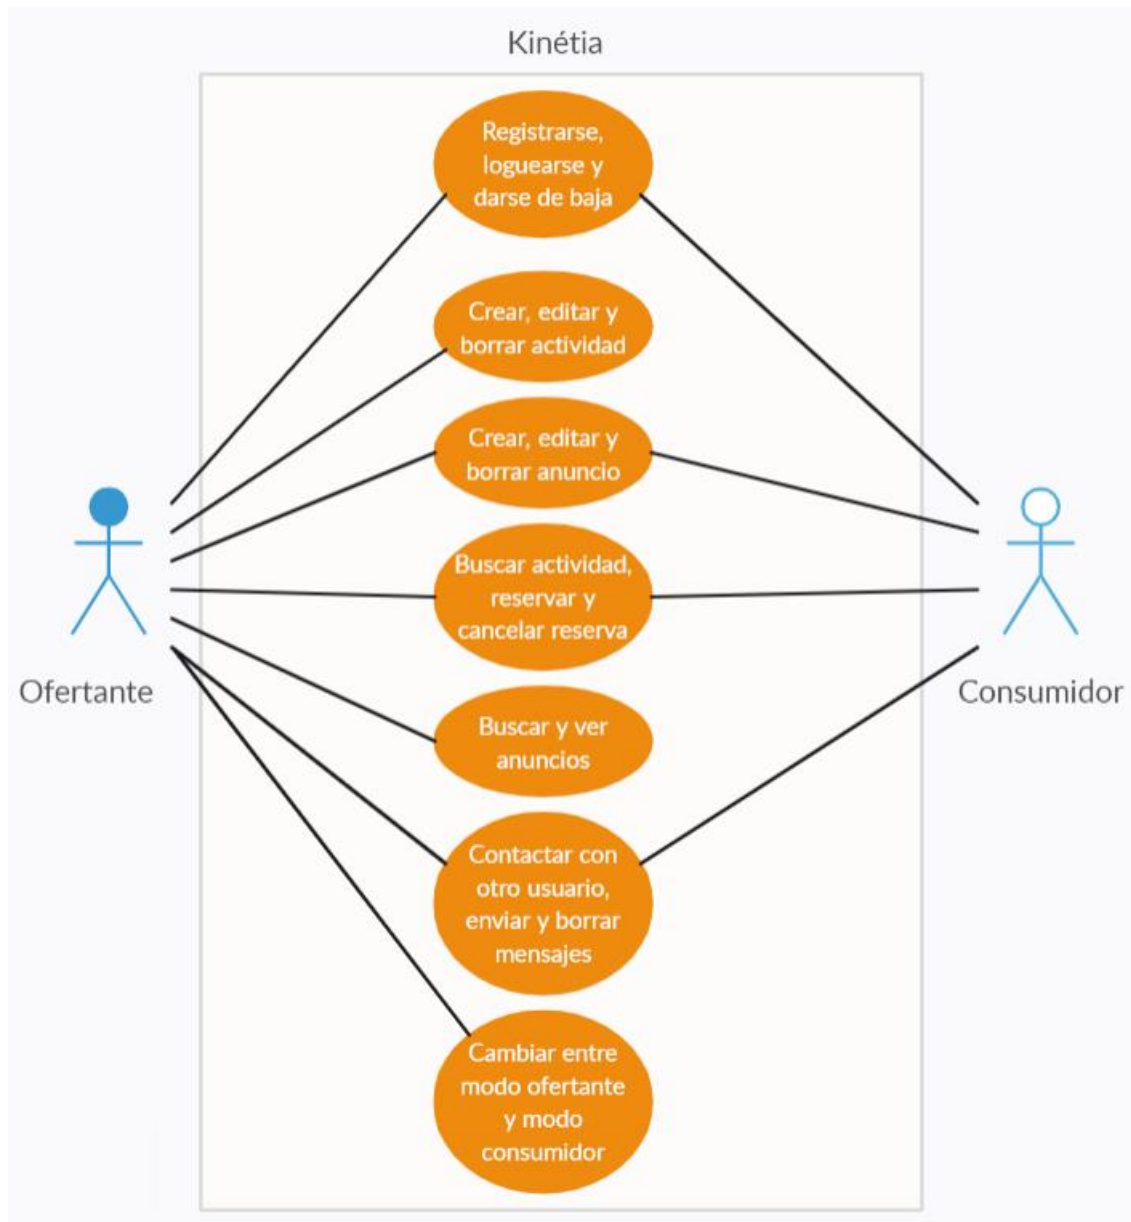 Kinétia
Registrarse,
loguearse y
darse de baja
Crear, editar y
borrar actividad
Crear, editar y
borrar anuncio
Buscar actividad,
reservar y
cancelar reserva
Ofertante
Consumidor
Buscar y ver
anuncios
Contactar con
otro usuario,
enviar y borrar
mensajes
Cambiar entre
modo ofertante
y modo
consumidor